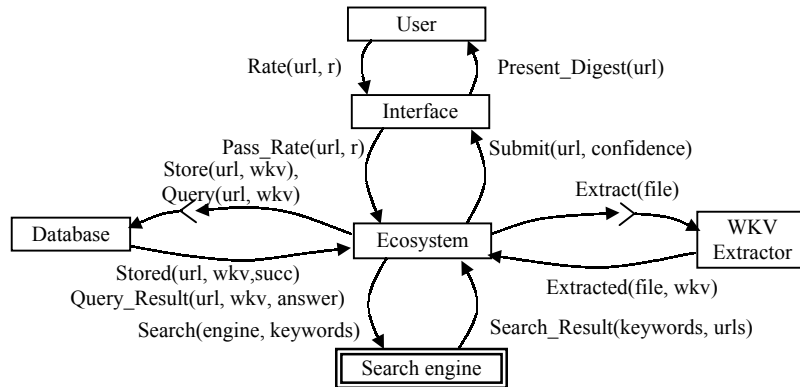 User
Rate(url, r)
Present_Digest(url)
Interface
Pass_Rate(url, r)
Submit(url, confidence)
Store(url, wkv),
Query(url, wkv)
Extract(file)
Database
Ecosystem
WKV
Extractor
Stored(url, wkv,succ)
Query_Result(url, wkv, answer)
Extracted(file, wkv)
Search(engine, keywords)
Search_Result(keywords, urls)
Search engine